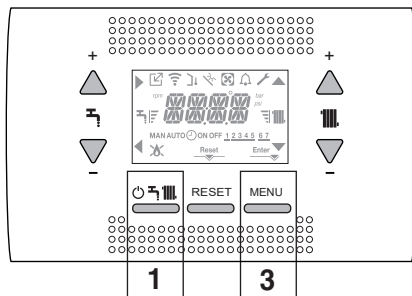 + +
rpm bar
psi
MAN AUTO ON OFF 1 2 3 4 5 6 7
Reset Enter
- -
RESET MENU
1 3